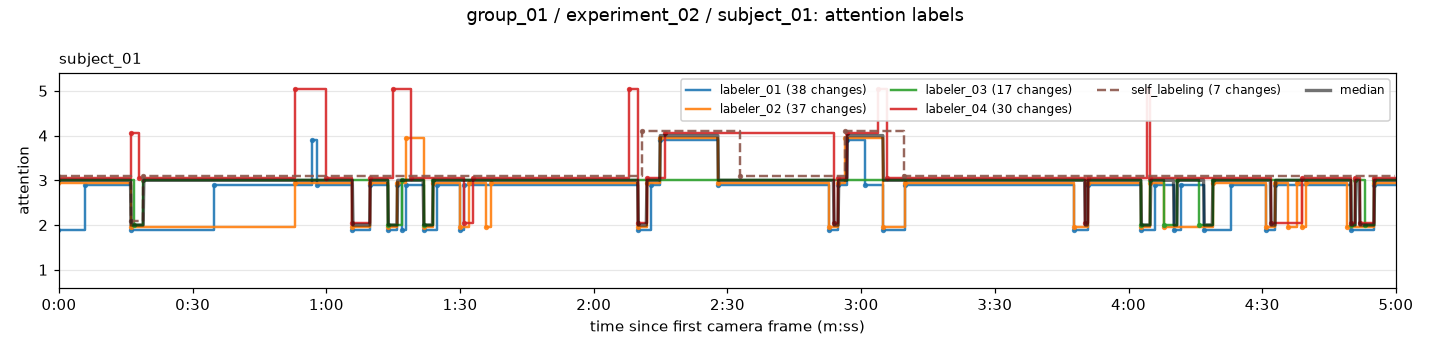 group_01 / experiment_02 / subject_01: attention labels
subject_01
labeler_01 (38 changes)
labeler_02 (37 changes)
labeler_03 (17 changes)
labeler_04 (30 changes)
self_labeling (7 changes)
median
attention
5
4
3
2
1
0:00 0:30 1:00 1:30 2:00 2:30 3:00 3:30 4:00 4:30 5:00
time since first camera frame (m:ss)